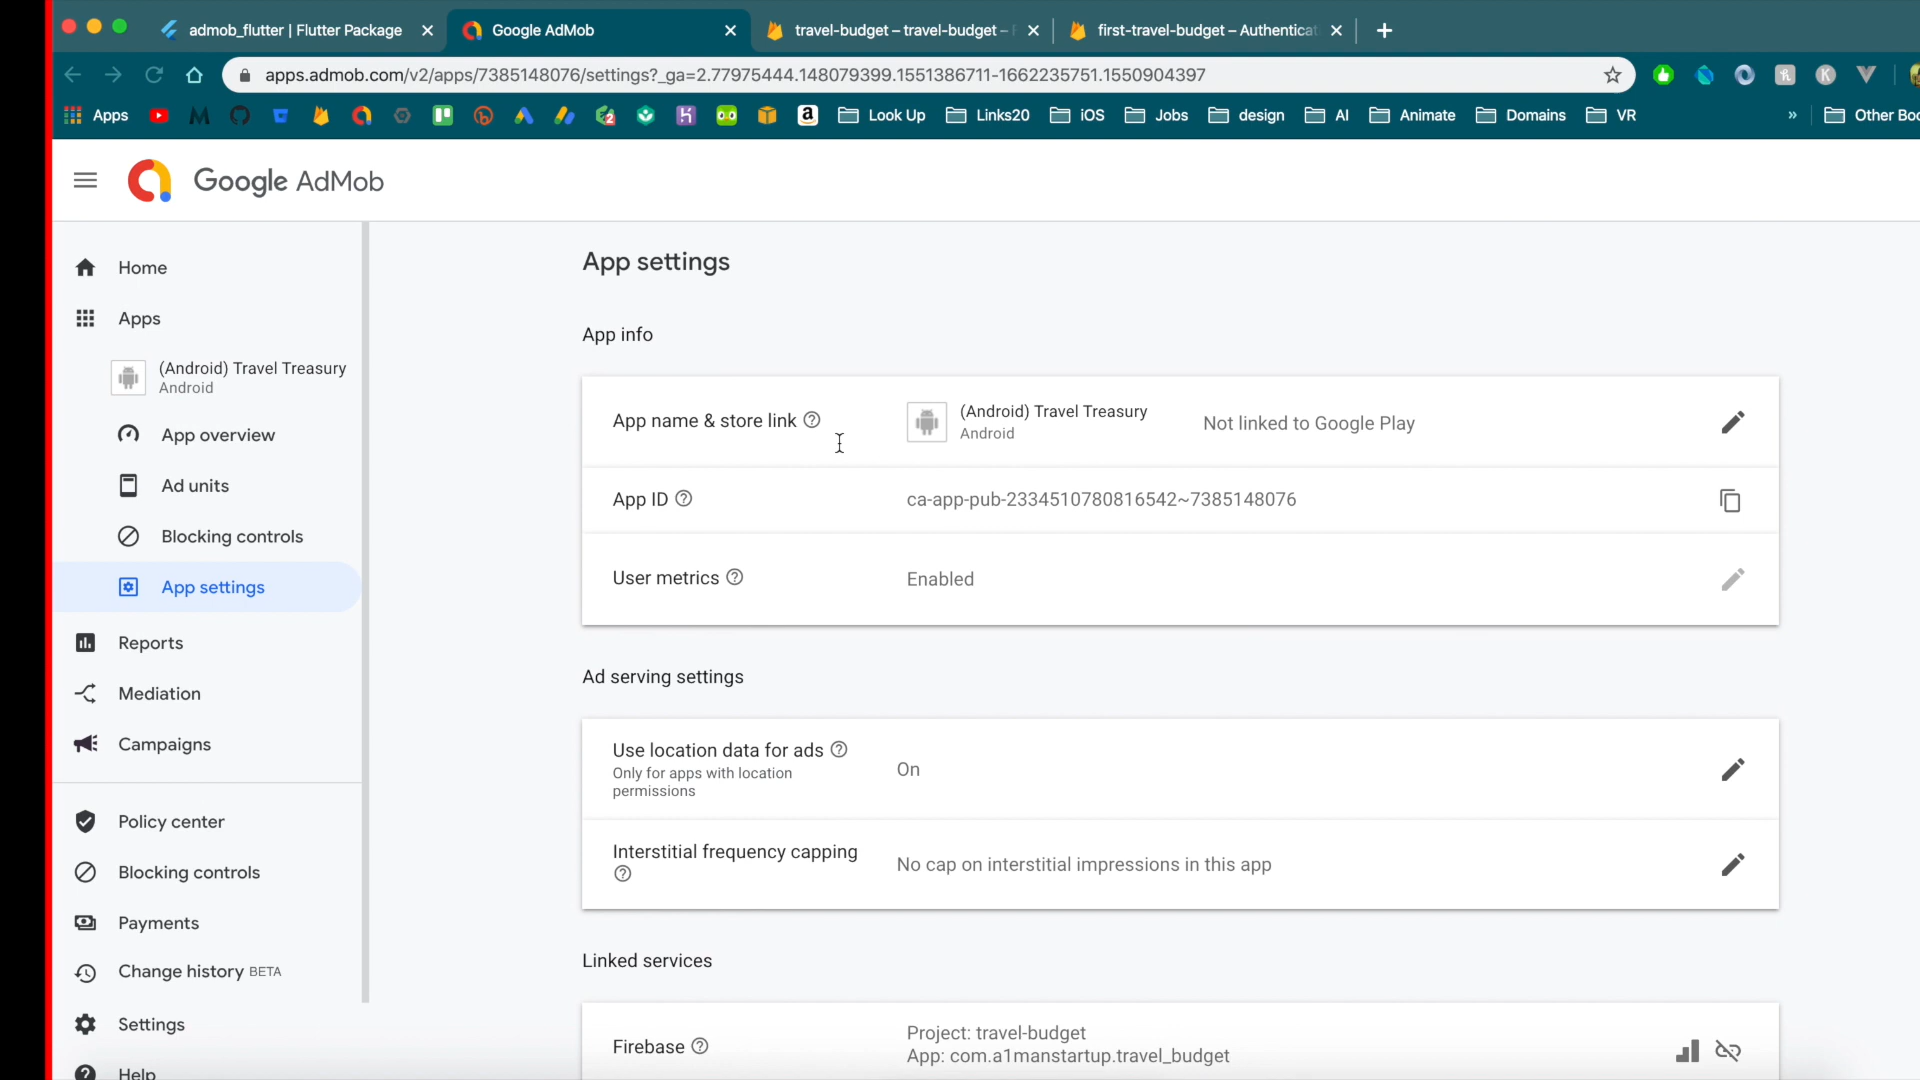 admob_flutter | Flutter Package
Google AdMob
travel-budget – travel-budget –
first-travel-budget – Authenticat
apps.admob.com/v2/apps/7385148076/settings?_ga=2.77975444.148079399.1551386711-1662235751.1550904397
Apps
Look Up
Links20
iOS
Jobs
design
AI
Animate
Domains
VR
»
Other Boo
Google AdMob
Home
Apps
(Android) Travel Treasury
Android
App overview
Ad units
Blocking controls
App settings
Reports
Mediation
Campaigns
Policy center
Blocking controls
Payments
Change history BETA
Settings
Help
App settings
App info
App name & store link
(Android) Travel Treasury
Android
Not linked to Google Play
App ID
ca-app-pub-2334510780816542~7385148076
User metrics
Enabled
Ad serving settings
Use location data for ads
Only for apps with location
permissions
On
Interstitial frequency capping
No cap on interstitial impressions in this app
Linked services
Firebase
Project: travel-budget
App: com.a1manstartup.travel_budget